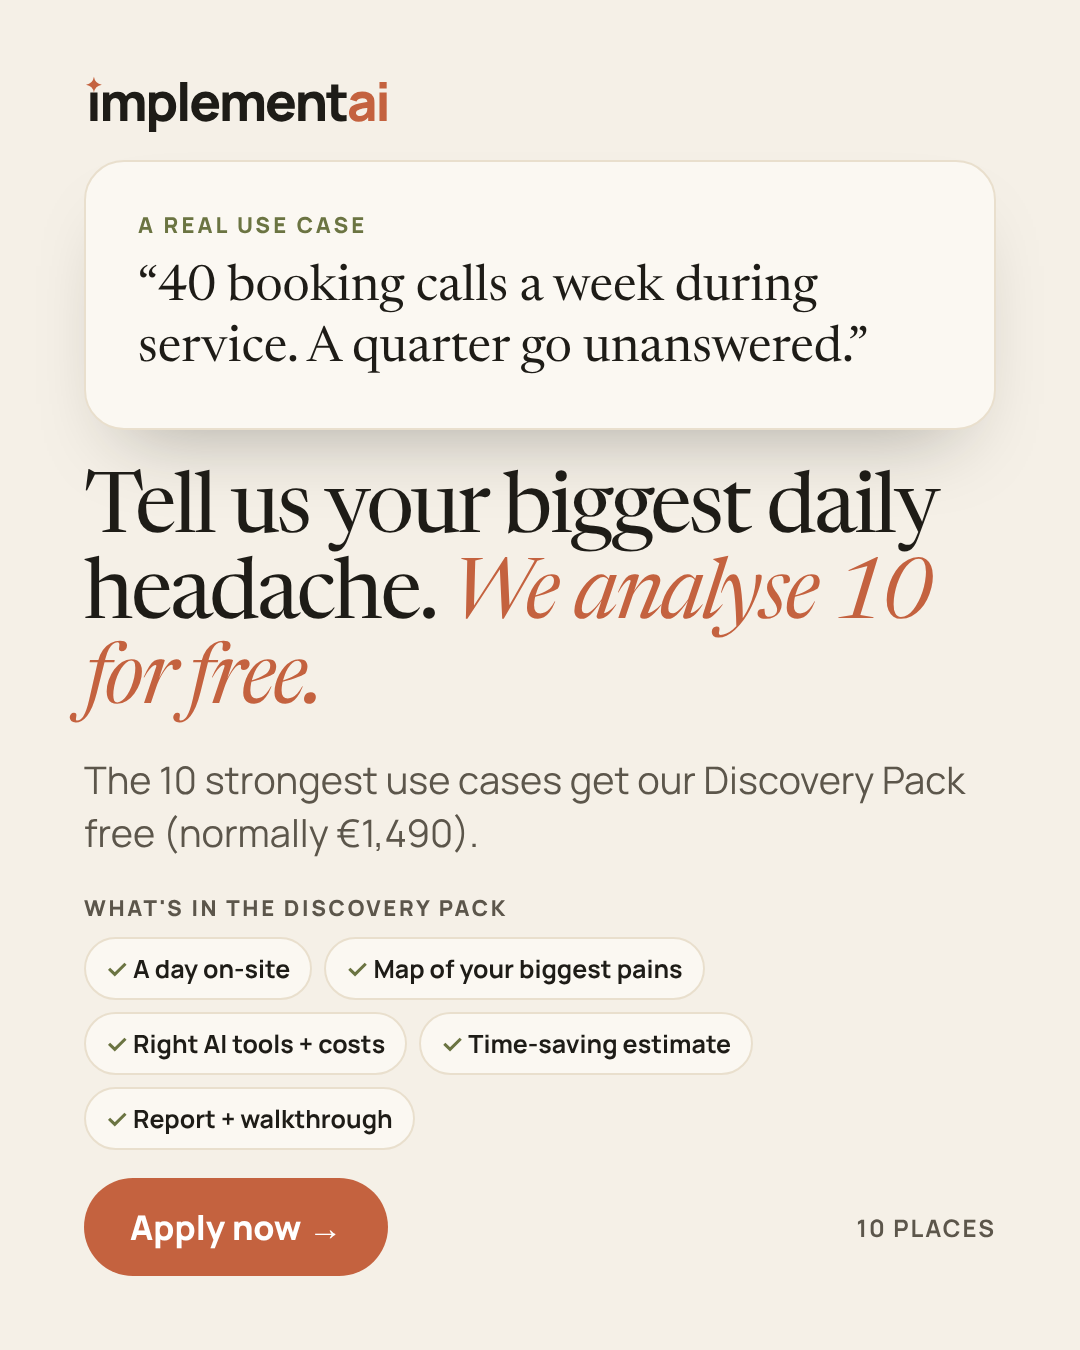 implementai
A REAL USE CASE
“40 booking calls a week during
service. A quarter go unanswered.”
Tell us your biggest daily
headache. We analyse 10
for free.
The 10 strongest use cases get our Discovery Pack
free (normally €1,490).
WHAT'S IN THE DISCOVERY PACK
✓ A day on-site ✓ Map of your biggest pains
✓ Right AI tools + costs ✓ Time-saving estimate
✓ Report + walkthrough
Apply now → 10 PLACES